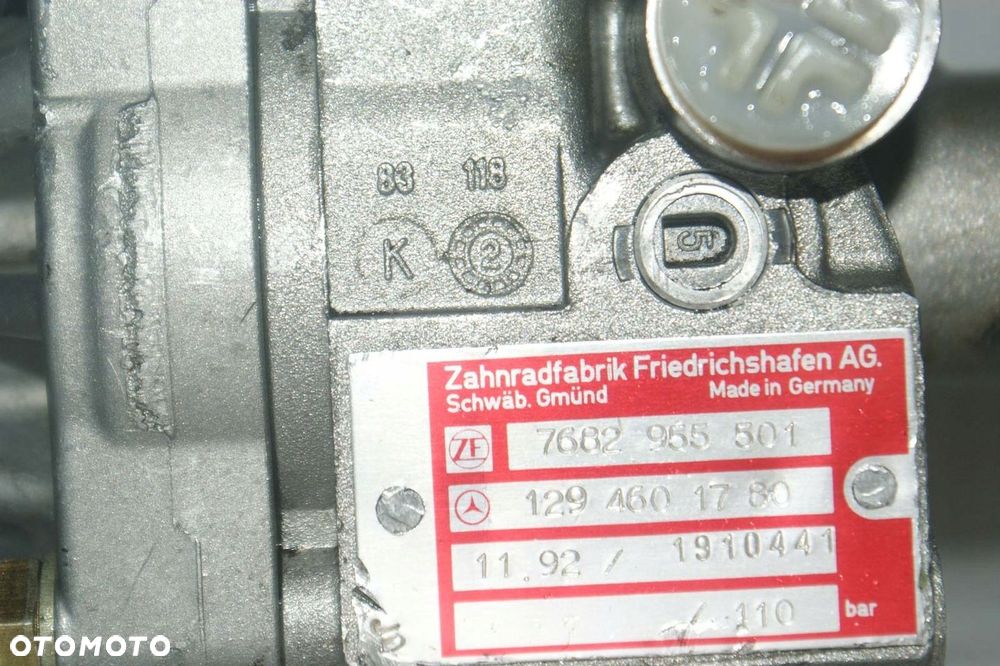 83 118
K 2
5
Zahnradfabrik Friedrichshafen AG.
Schwäb. Gmünd Made in Germany
ZF 7682 955 501
129 460 17 80
11.92 / 1910441
/ 110 bar
OTOMOTO